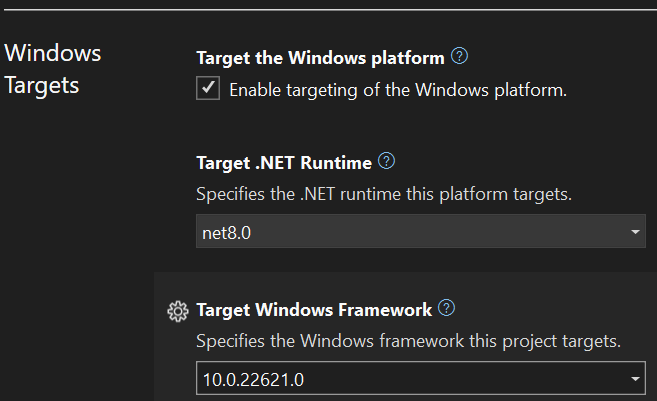 Windows
Targets
Target the Windows platform
Enable targeting of the Windows platform.
Target .NET Runtime
Specifies the .NET runtime this platform targets.
net8.0
Target Windows Framework
Specifies the Windows framework this project targets.
10.0.22621.0